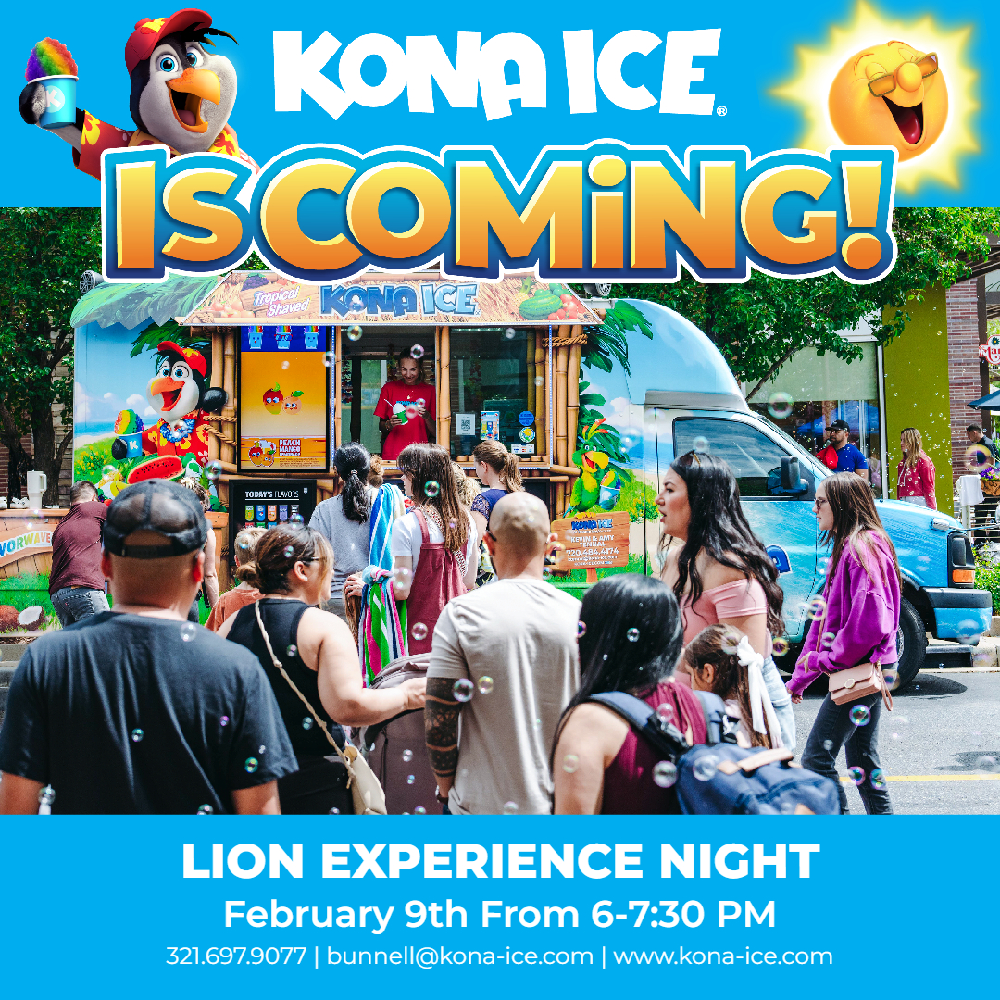 KONA ICE®
IS COMiNG!
Tropical
Shaved
KONA ICE
PEACH
MANGO
TODAY'S FLAVORS
VORWAVE
KONA ICE
KEVIN & AMY
720.484.4174
LION EXPERIENCE NIGHT
February 9th From 6-7:30 PM
321.697.9077 | bunnell@kona-ice.com | www.kona-ice.com